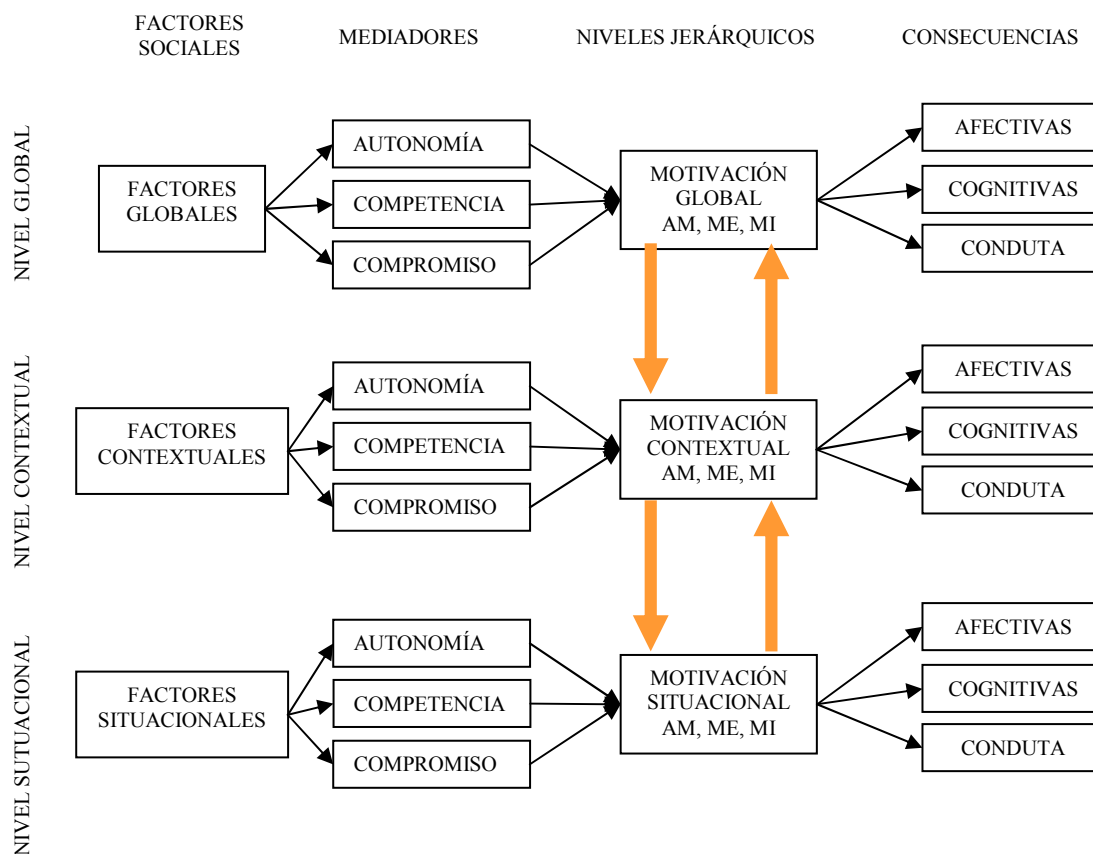 FACTORES
SOCIALES
MEDIADORES
NIVELES JERÁRQUICOS
CONSECUENCIAS
NIVEL GLOBAL
FACTORES
GLOBALES
AUTONOMÍA
COMPETENCIA
COMPROMISO
MOTIVACIÓN
GLOBAL
AM, ME, MI
AFECTIVAS
COGNITIVAS
CONDUTA
NIVEL CONTEXTUAL
FACTORES
CONTEXTUALES
AUTONOMÍA
COMPETENCIA
COMPROMISO
MOTIVACIÓN
CONTEXTUAL
AM, ME, MI
AFECTIVAS
COGNITIVAS
CONDUTA
NIVEL SUTUACIONAL
FACTORES
SITUACIONALES
AUTONOMÍA
COMPETENCIA
COMPROMISO
MOTIVACIÓN
SITUACIONAL
AM, ME, MI
AFECTIVAS
COGNITIVAS
CONDUTA